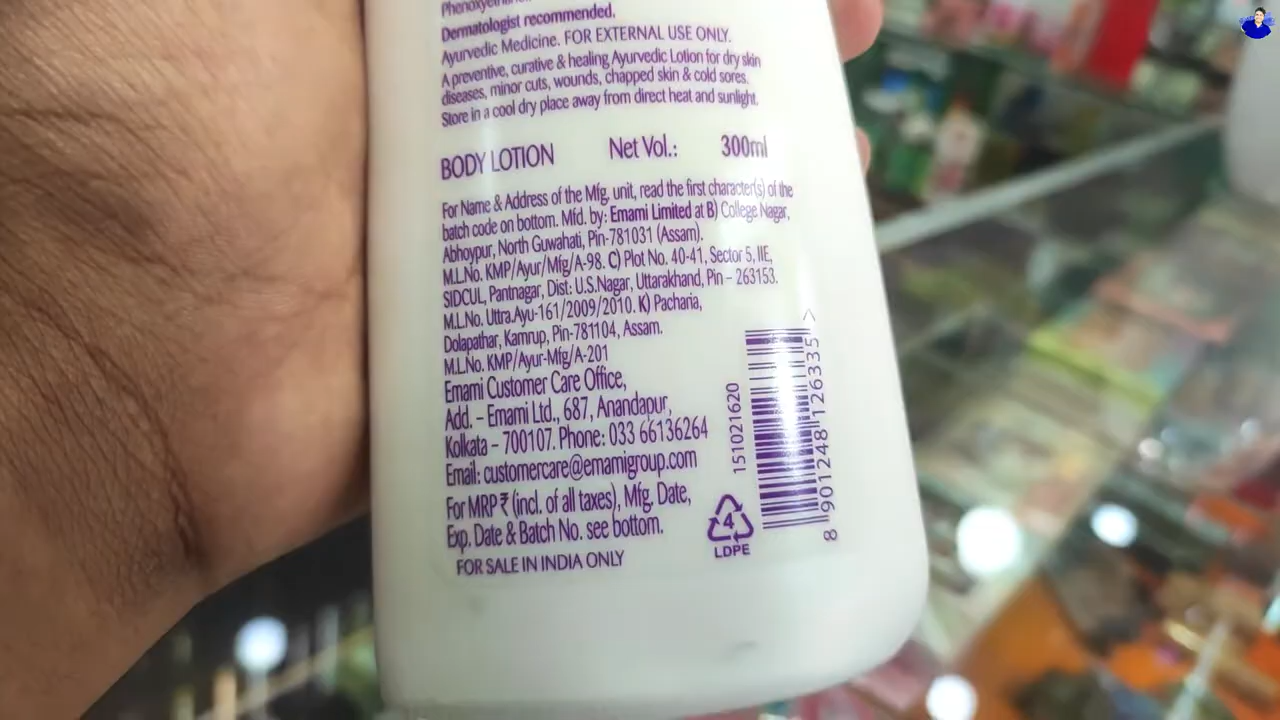 Dermatologist recommended.
Ayurvedic Medicine. FOR EXTERNAL USE ONLY.
A preventive, curative & healing Ayurvedic Lotion for dry skin
diseases, minor cuts, wounds, chapped skin & cold sores.
Store in a cool dry place away from direct heat and sunlight.
BODY LOTION Net Vol.: 300ml
For Name & Address of the Mfg. unit, read the first character(s) of the
batch code on bottom. Mfd. by: Emami Limited at B) College Nagar,
Abhoypur, North Guwahati, Pin-781031 (Assam).
M.L.No. KMP/Ayur/Mfg/A-98. C) Plot No. 40-41, Sector 5, IIE,
SIDCUL, Pantnagar, Dist: U.S.Nagar, Uttarakhand, Pin – 263153.
M.L.No. Uttra.Ayu-161/2009/2010. K) Pacharia,
Dolapathar, Kamrup, Pin-781104, Assam.
M.L.No. KMP/Ayur-Mfg/A-201
Emami Customer Care Office,
Add. – Emami Ltd., 687, Anandapur,
Kolkata – 700107. Phone: 033 66136264
Email: customercare@emamigroup.com
For MRP ₹ (incl. of all taxes), Mfg. Date,
Exp. Date & Batch No. see bottom.
FOR SALE IN INDIA ONLY
151021620
8 901248 126335 >
4
LDPE